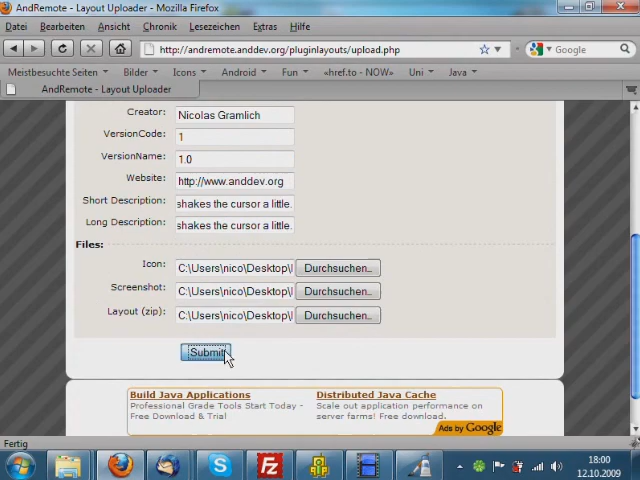 AndRemote - Layout Uploader - Mozilla Firefox
Datei Bearbeiten Ansicht Chronik Lesezeichen Extras Hilfe
http://andremote.anddev.org/pluginlayouts/upload.php
Google
Meistbesuchte Seiten Bilder Icons Android Fun «href.to - NOW» Uni Java
AndRemote - Layout Uploader
Creator: Nicolas Gramlich
VersionCode: 1
VersionName: 1.0
Website: http://www.anddev.org
Short Description: shakes the cursor a little.
Long Description: shakes the cursor a little.
Files:
Icon: C:\Users\nico\Desktop\ Durchsuchen...
Screenshot: C:\Users\nico\Desktop\ Durchsuchen...
Layout (zip): C:\Users\nico\Desktop\ Durchsuchen...
Submit
Build Java Applications Distributed Java Cache
Professional Grade Tools Start Today - Scale out application performance on
Free Download & Trial server farms! Free download.
Ads by Google
Fertig
18:00
12.10.2009